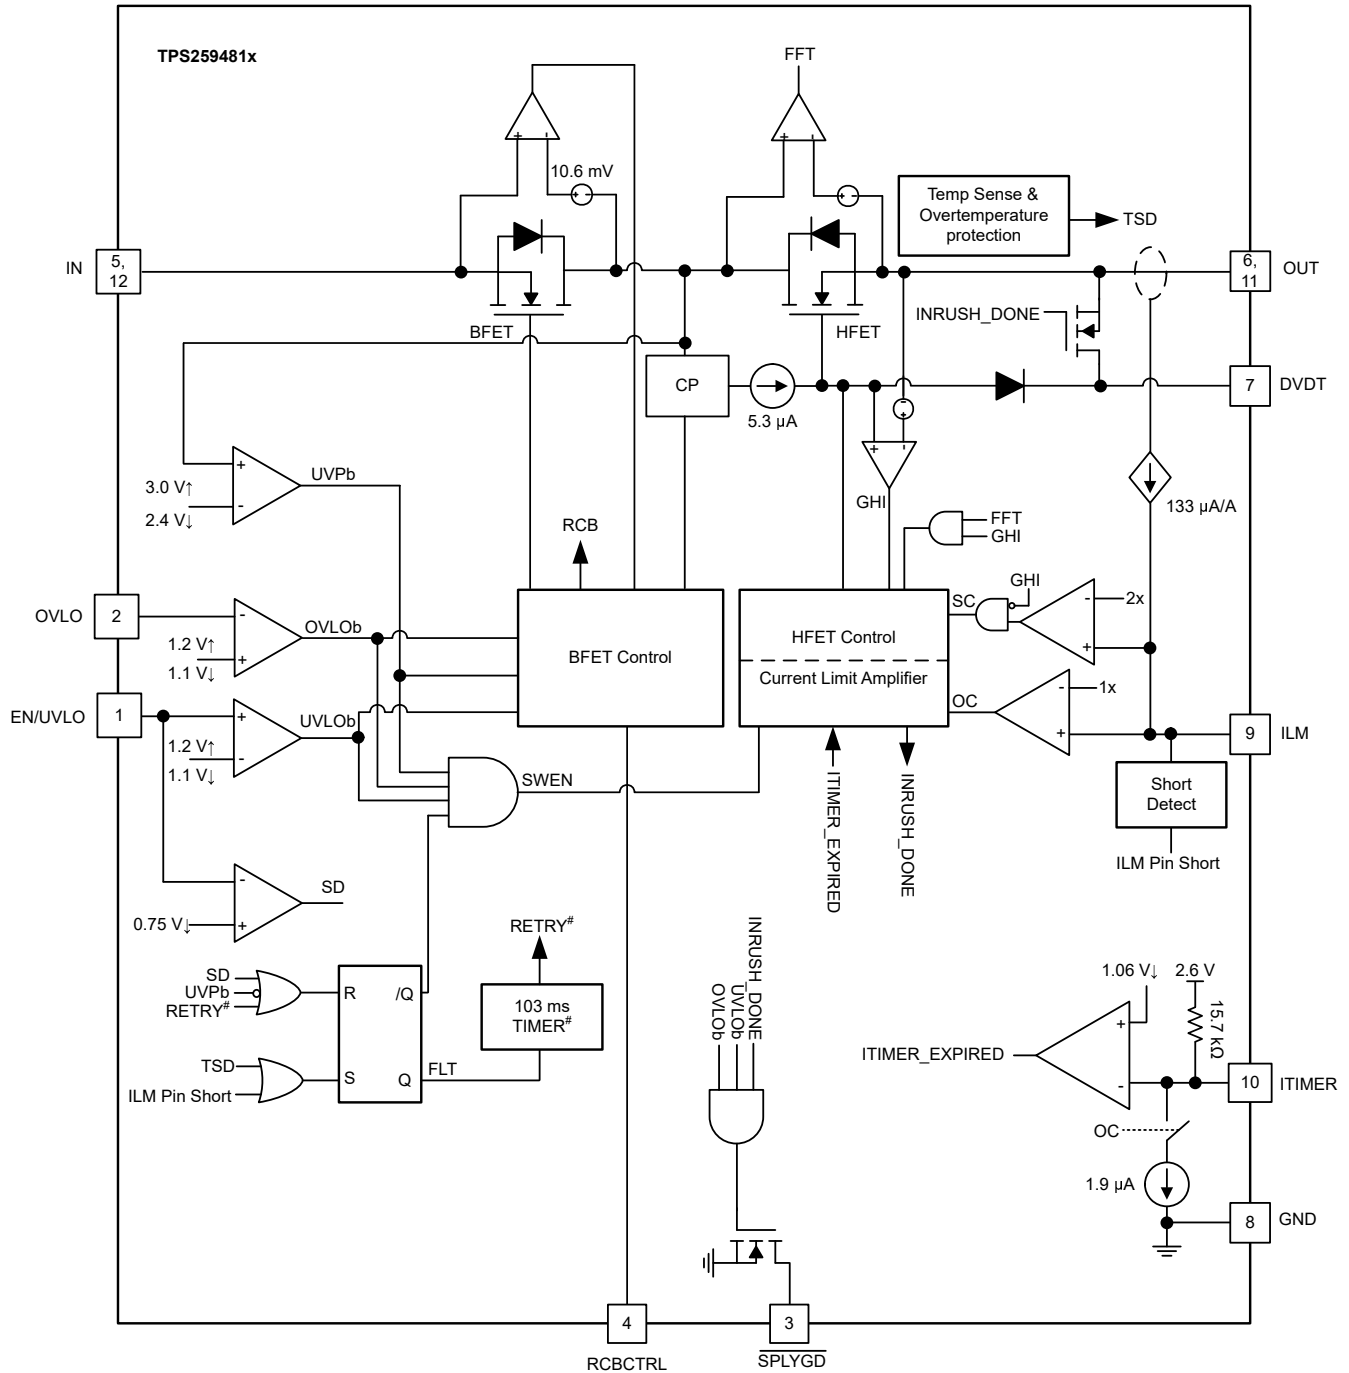 TPS259481x
FFT
+
-
+
-
10.6 mV
+ -
+ -
Temp Sense &
Overtemperature
protection
TSD
IN
5,
12
6,
11
OUT
BFET
HFET
INRUSH_DONE
CP
5.3 µA
7
DVDT
-
+
+
-
GHI
+
-
UVPb
3.0 V↑
2.4 V↓
133 µA/A
RCB
FFT
GHI
OVLO
2
-
+
OVLOb
1.2 V↑
1.1 V↓
BFET Control
HFET Control
Current Limit Amplifier
SC
GHI
-
+
2x
EN/UVLO
1
+
-
UVLOb
1.2 V↑
1.1 V↓
OC
-
+
1x
9
ILM
SWEN
ITIMER_EXPIRED
INRUSH_DONE
Short
Detect
ILM Pin Short
-
+
SD
0.75 V↓
RETRY#
SD
UVPb
RETRY#
R
/Q
103 ms
TIMER#
TSD
ILM Pin Short
S
Q
FLT
OVLOb
UVLOb
INRUSH_DONE
1.06 V↓
2.6 V
15.7 kΩ
ITIMER_EXPIRED
+
-
10
ITIMER
OC
1.9 µA
8
GND
4
RCBCTRL
3
SPLYGD